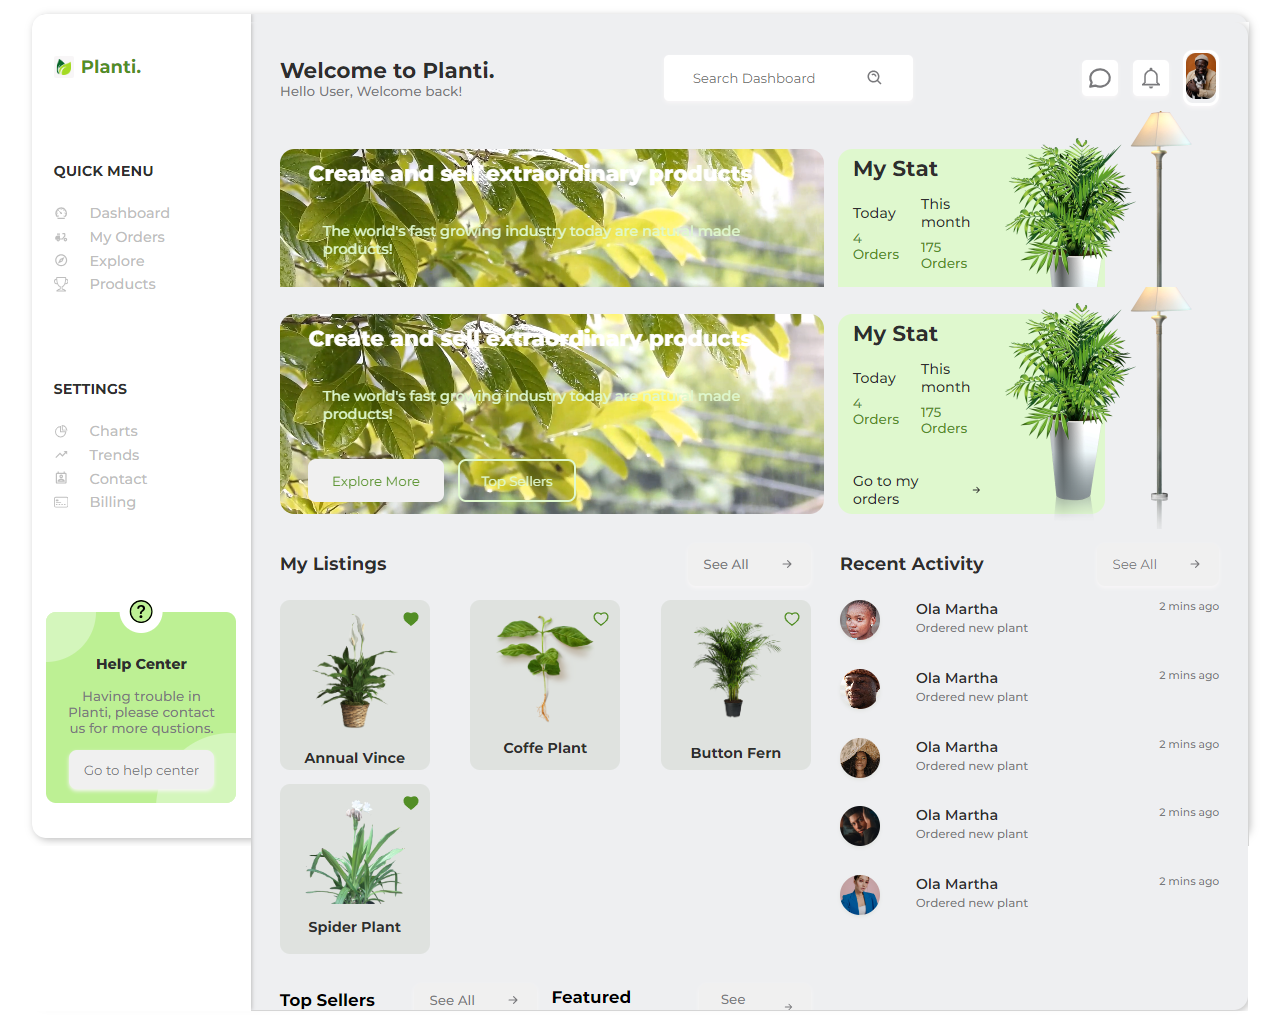 Planti.
QUICK MENU
Dashboard
My Orders
Explore
Products
SETTINGS
Charts
Trends
Contact
Billing
?
Help Center
Having trouble in
Planti, please contact
us for more qustions.
Go to help center
Welcome to Planti.
Hello User, Welcome back!
Search Dashboard
Create and sell extraordinary products
The world's fast growing industry today are natural made
products!
My Stat
Today
This
month
4
Orders
175
Orders
Create and sell extraordinary products
The world's fast growing industry today are natural made
products!
Explore More
Top Sellers
My Stat
Today
This
month
4
Orders
175
Orders
Go to my
orders
My Listings
See All
Annual Vince
Coffe Plant
Button Fern
Spider Plant
Recent Activity
See All
Ola Martha
2 mins ago
Ordered new plant
Ola Martha
2 mins ago
Ordered new plant
Ola Martha
2 mins ago
Ordered new plant
Ola Martha
2 mins ago
Ordered new plant
Ola Martha
2 mins ago
Ordered new plant
Top Sellers
See All
Featured
See